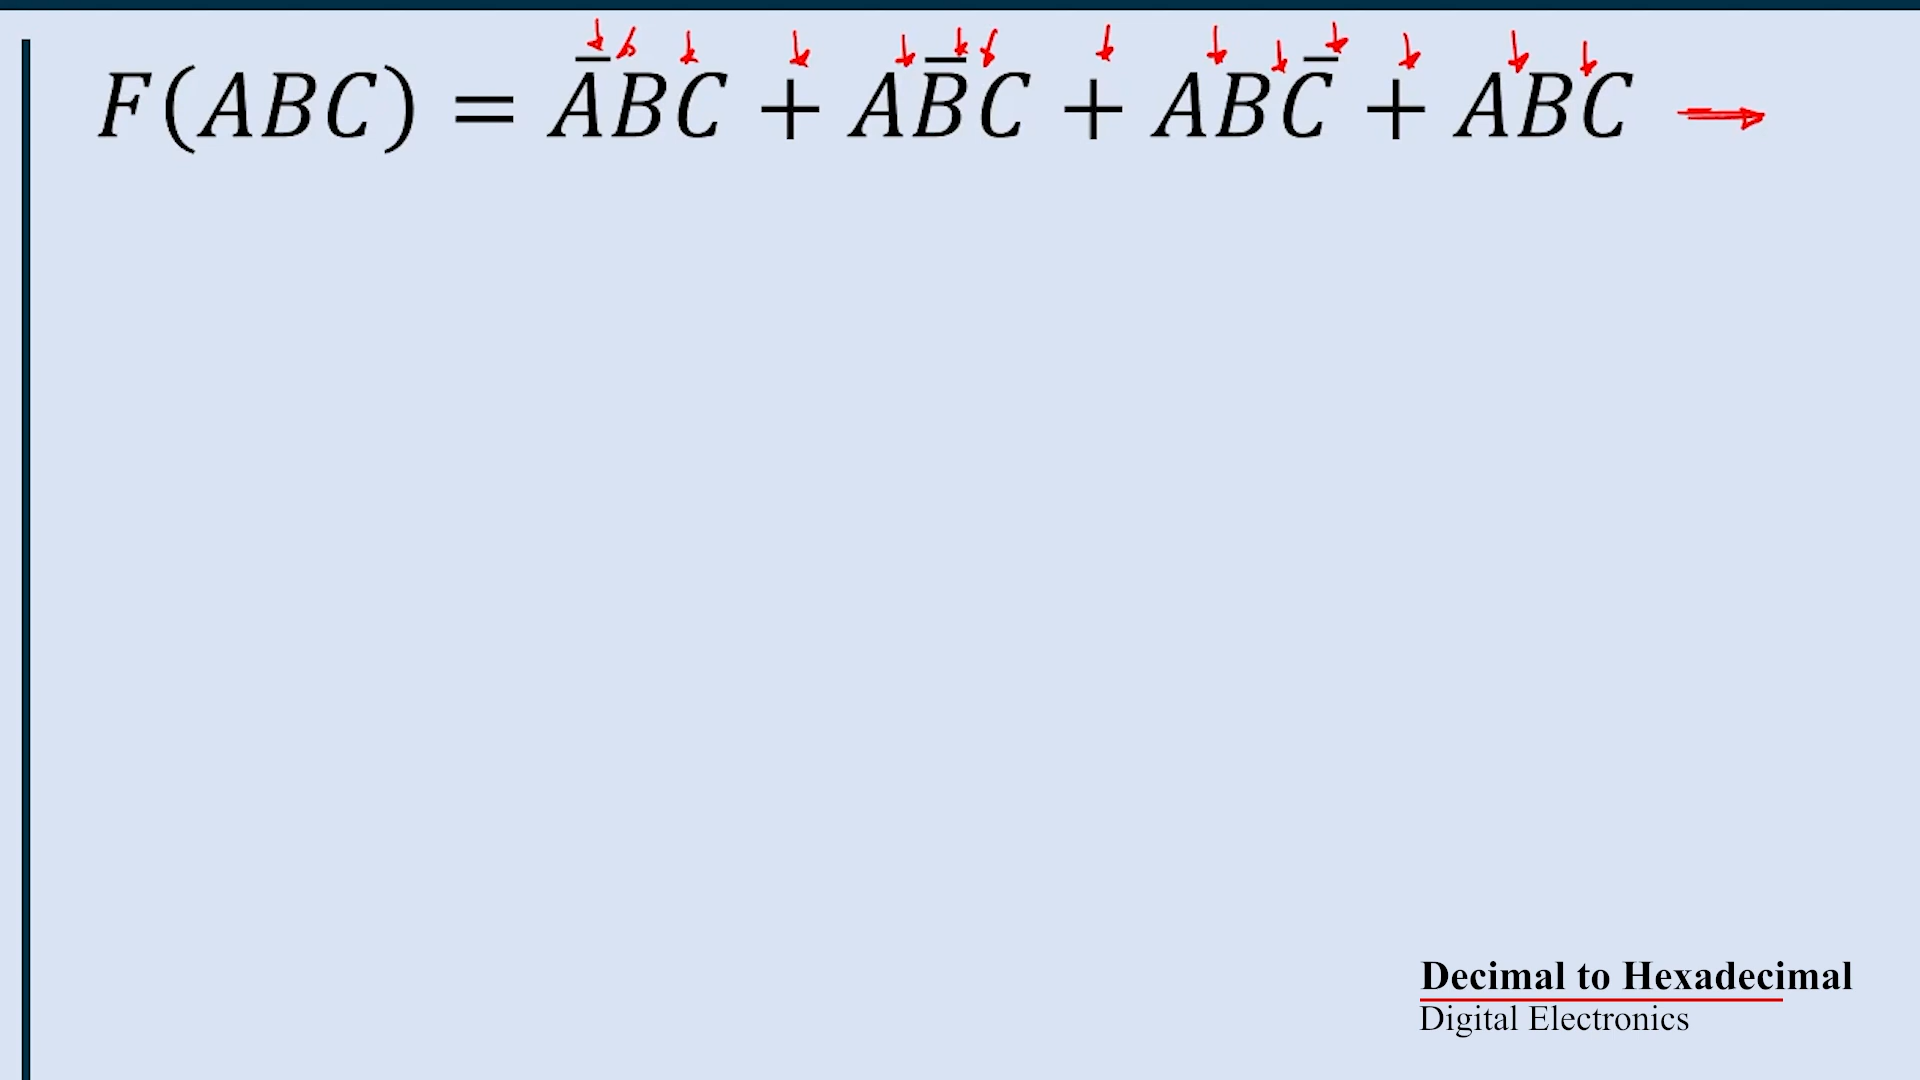 F(ABC) = A̅BC + AB̅C + ABC̅ + ABC
Decimal to Hexadecimal
Digital Electronics